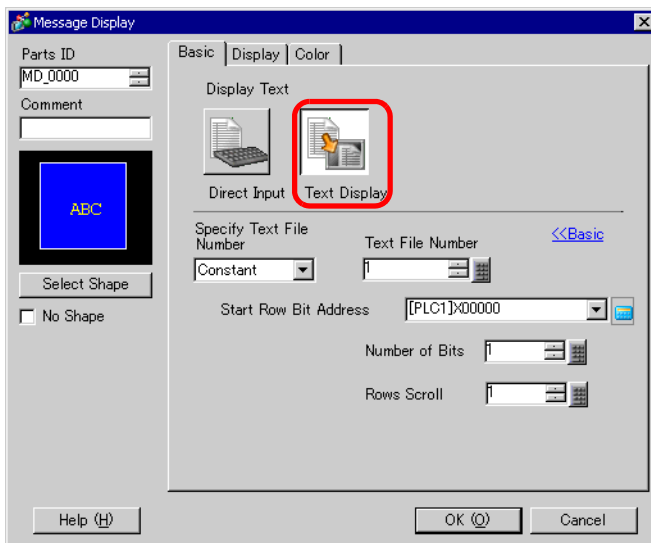 Message Display
Parts ID
MD_0000
Comment
ABC
Select Shape
No Shape
Basic Display Color
Display Text
Direct Input Text Display
Specify Text File
Number
Text File Number
<<Basic
Constant
1
Start Row Bit Address
[PLC1]X00000
Number of Bits
1
Rows Scroll
1
Help (H)
OK (O)
Cancel